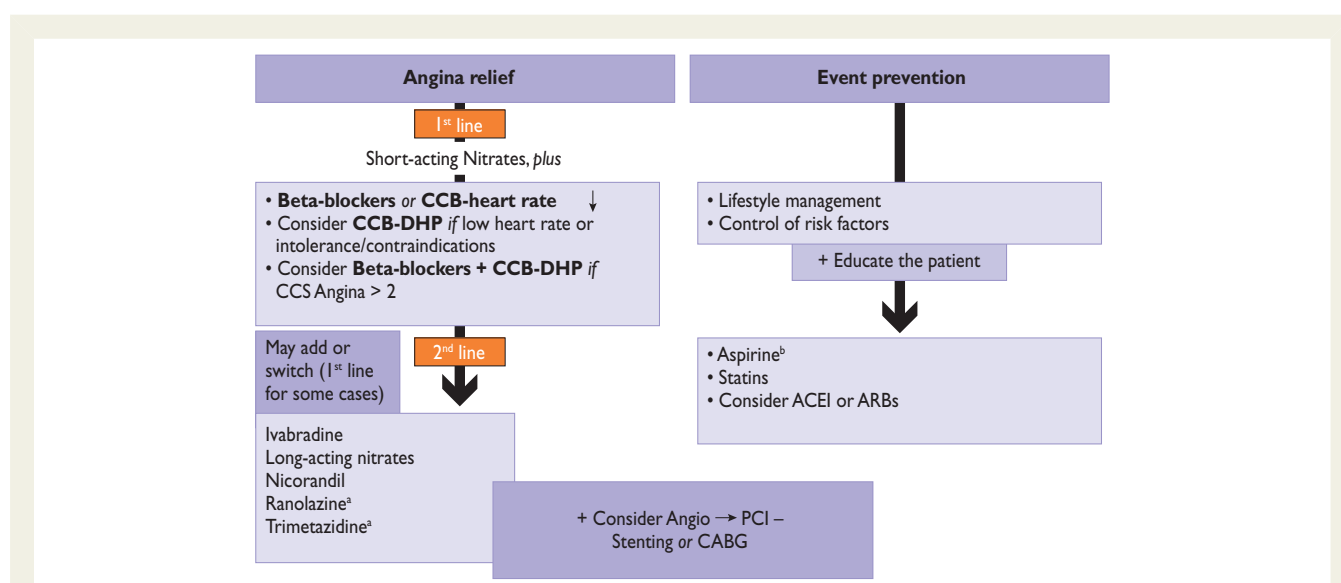 Angina relief
1st line
Short-acting Nitrates, plus
• Beta-blockers or CCB-heart rate ↓
• Consider CCB-DHP if low heart rate or
intolerance/contraindications
• Consider Beta-blockers + CCB-DHP if
CCS Angina > 2
May add or
switch (1st line
for some cases)
2nd line
Ivabradine
Long-acting nitrates
Nicorandil
Ranolazineᵃ
Trimetazidineᵃ
+ Consider Angio → PCI –
Stenting or CABG
Event prevention
• Lifestyle management
• Control of risk factors
+ Educate the patient
• Aspirineᵇ
• Statins
• Consider ACEI or ARBs